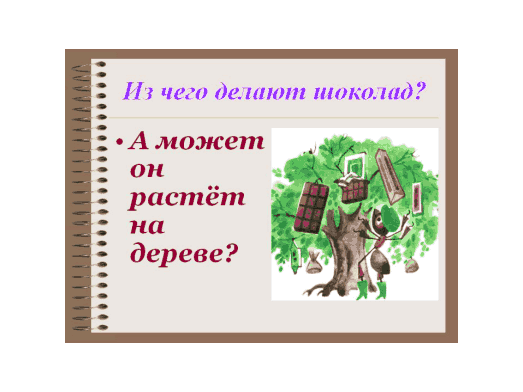 Из чего делают шоколад?
• А может
он
растёт
на
дереве?